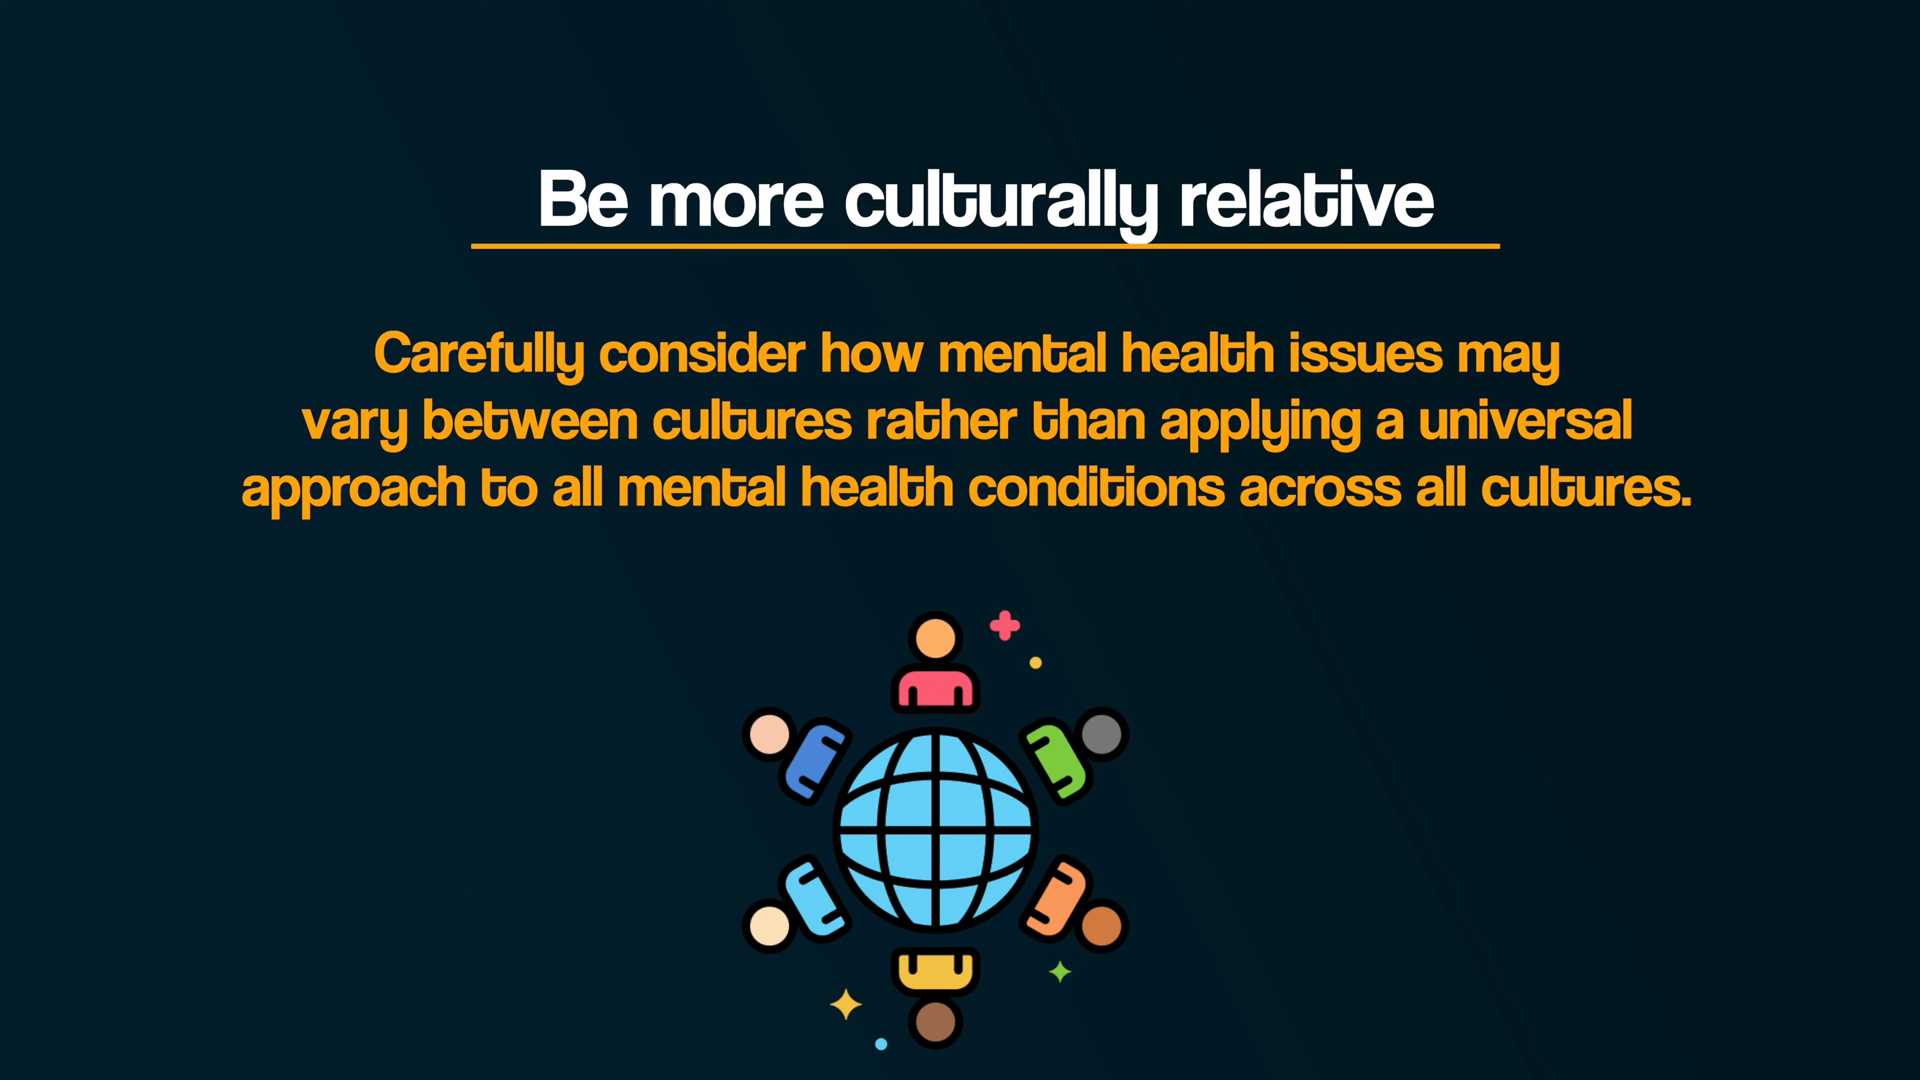 Be more culturally relative
Carefully consider how mental health issues may
vary between cultures rather than applying a universal
approach to all mental health conditions across all cultures.